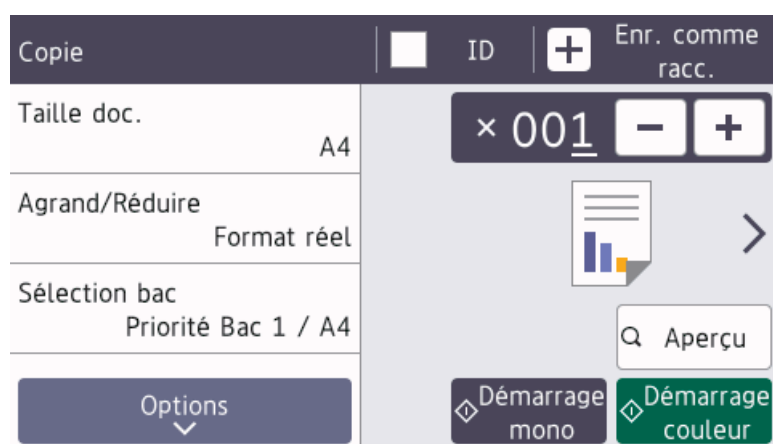 Copie
ID
Enr. comme
racc.
Taille doc.
A4
× 001
Agrand/Réduire
Format réel
Sélection bac
Priorité Bac 1 / A4
Aperçu
Options
Démarrage
mono
Démarrage
couleur